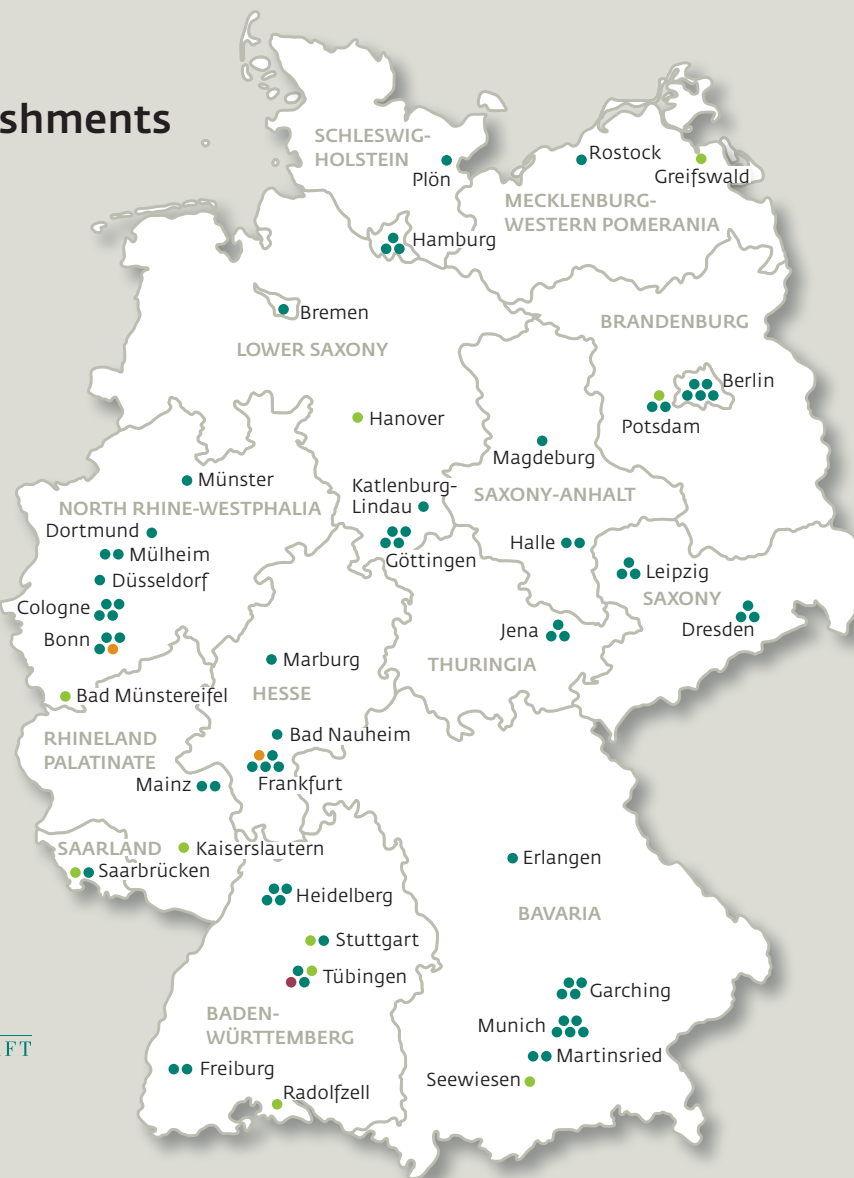 shments
SCHLESWIG-
HOLSTEIN
Plön
Rostock
Greifswald
MECKLENBURG-
WESTERN POMERANIA
Hamburg
Bremen
LOWER SAXONY
BRANDENBURG
Berlin
Potsdam
Hanover
Magdeburg
Münster
Katlenburg-
Lindau
SAXONY-ANHALT
NORTH RHINE-WESTPHALIA
Dortmund
Mülheim
Göttingen
Halle
Leipzig
Düsseldorf
SAXONY
Cologne
Dresden
Jena
Bonn
Marburg
THURINGIA
HESSE
Bad Münstereifel
RHINELAND
PALATINATE
Bad Nauheim
Mainz
Frankfurt
SAARLAND
Kaiserslautern
Saarbrücken
Erlangen
Heidelberg
BAVARIA
Stuttgart
Tübingen
Garching
BADEN-
WÜRTTEMBERG
Munich
FT
Martinsried
Freiburg
Seewiesen
Radolfzell